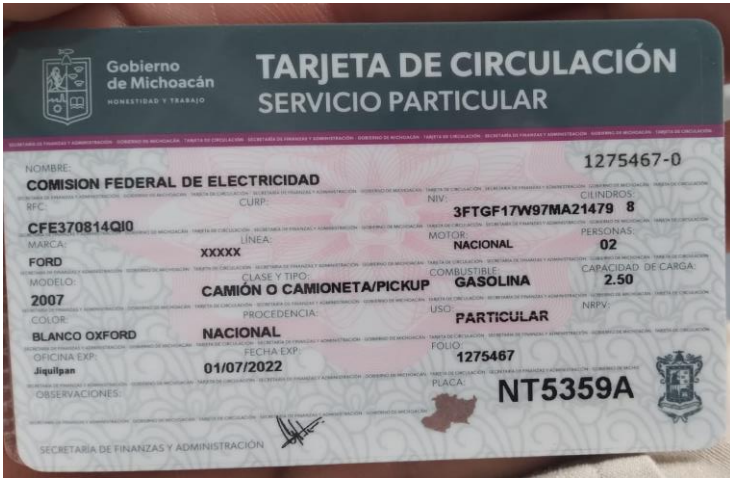 Gobierno
de Michoacán
HONESTIDAD Y TRABAJO
TARJETA DE CIRCULACIÓN
SERVICIO PARTICULAR
1275467-0
NOMBRE:
COMISION FEDERAL DE ELECTRICIDAD
RFC: CURP: NIV: CILINDROS:
CFE370814QI0 3FTGF17W97MA21479 8
MARCA: LÍNEA: MOTOR: PERSONAS:
FORD XXXXX NACIONAL 02
MODELO: CLASE Y TIPO: COMBUSTIBLE: CAPACIDAD DE CARGA:
2007 CAMIÓN O CAMIONETA/PICKUP GASOLINA 2.50
COLOR: PROCEDENCIA: USO: NRPV:
BLANCO OXFORD NACIONAL PARTICULAR
OFICINA EXP: FECHA EXP: FOLIO:
Jiquilpan 01/07/2022 1275467
OBSERVACIONES: PLACA: NT5359A
SECRETARÍA DE FINANZAS Y ADMINISTRACIÓN